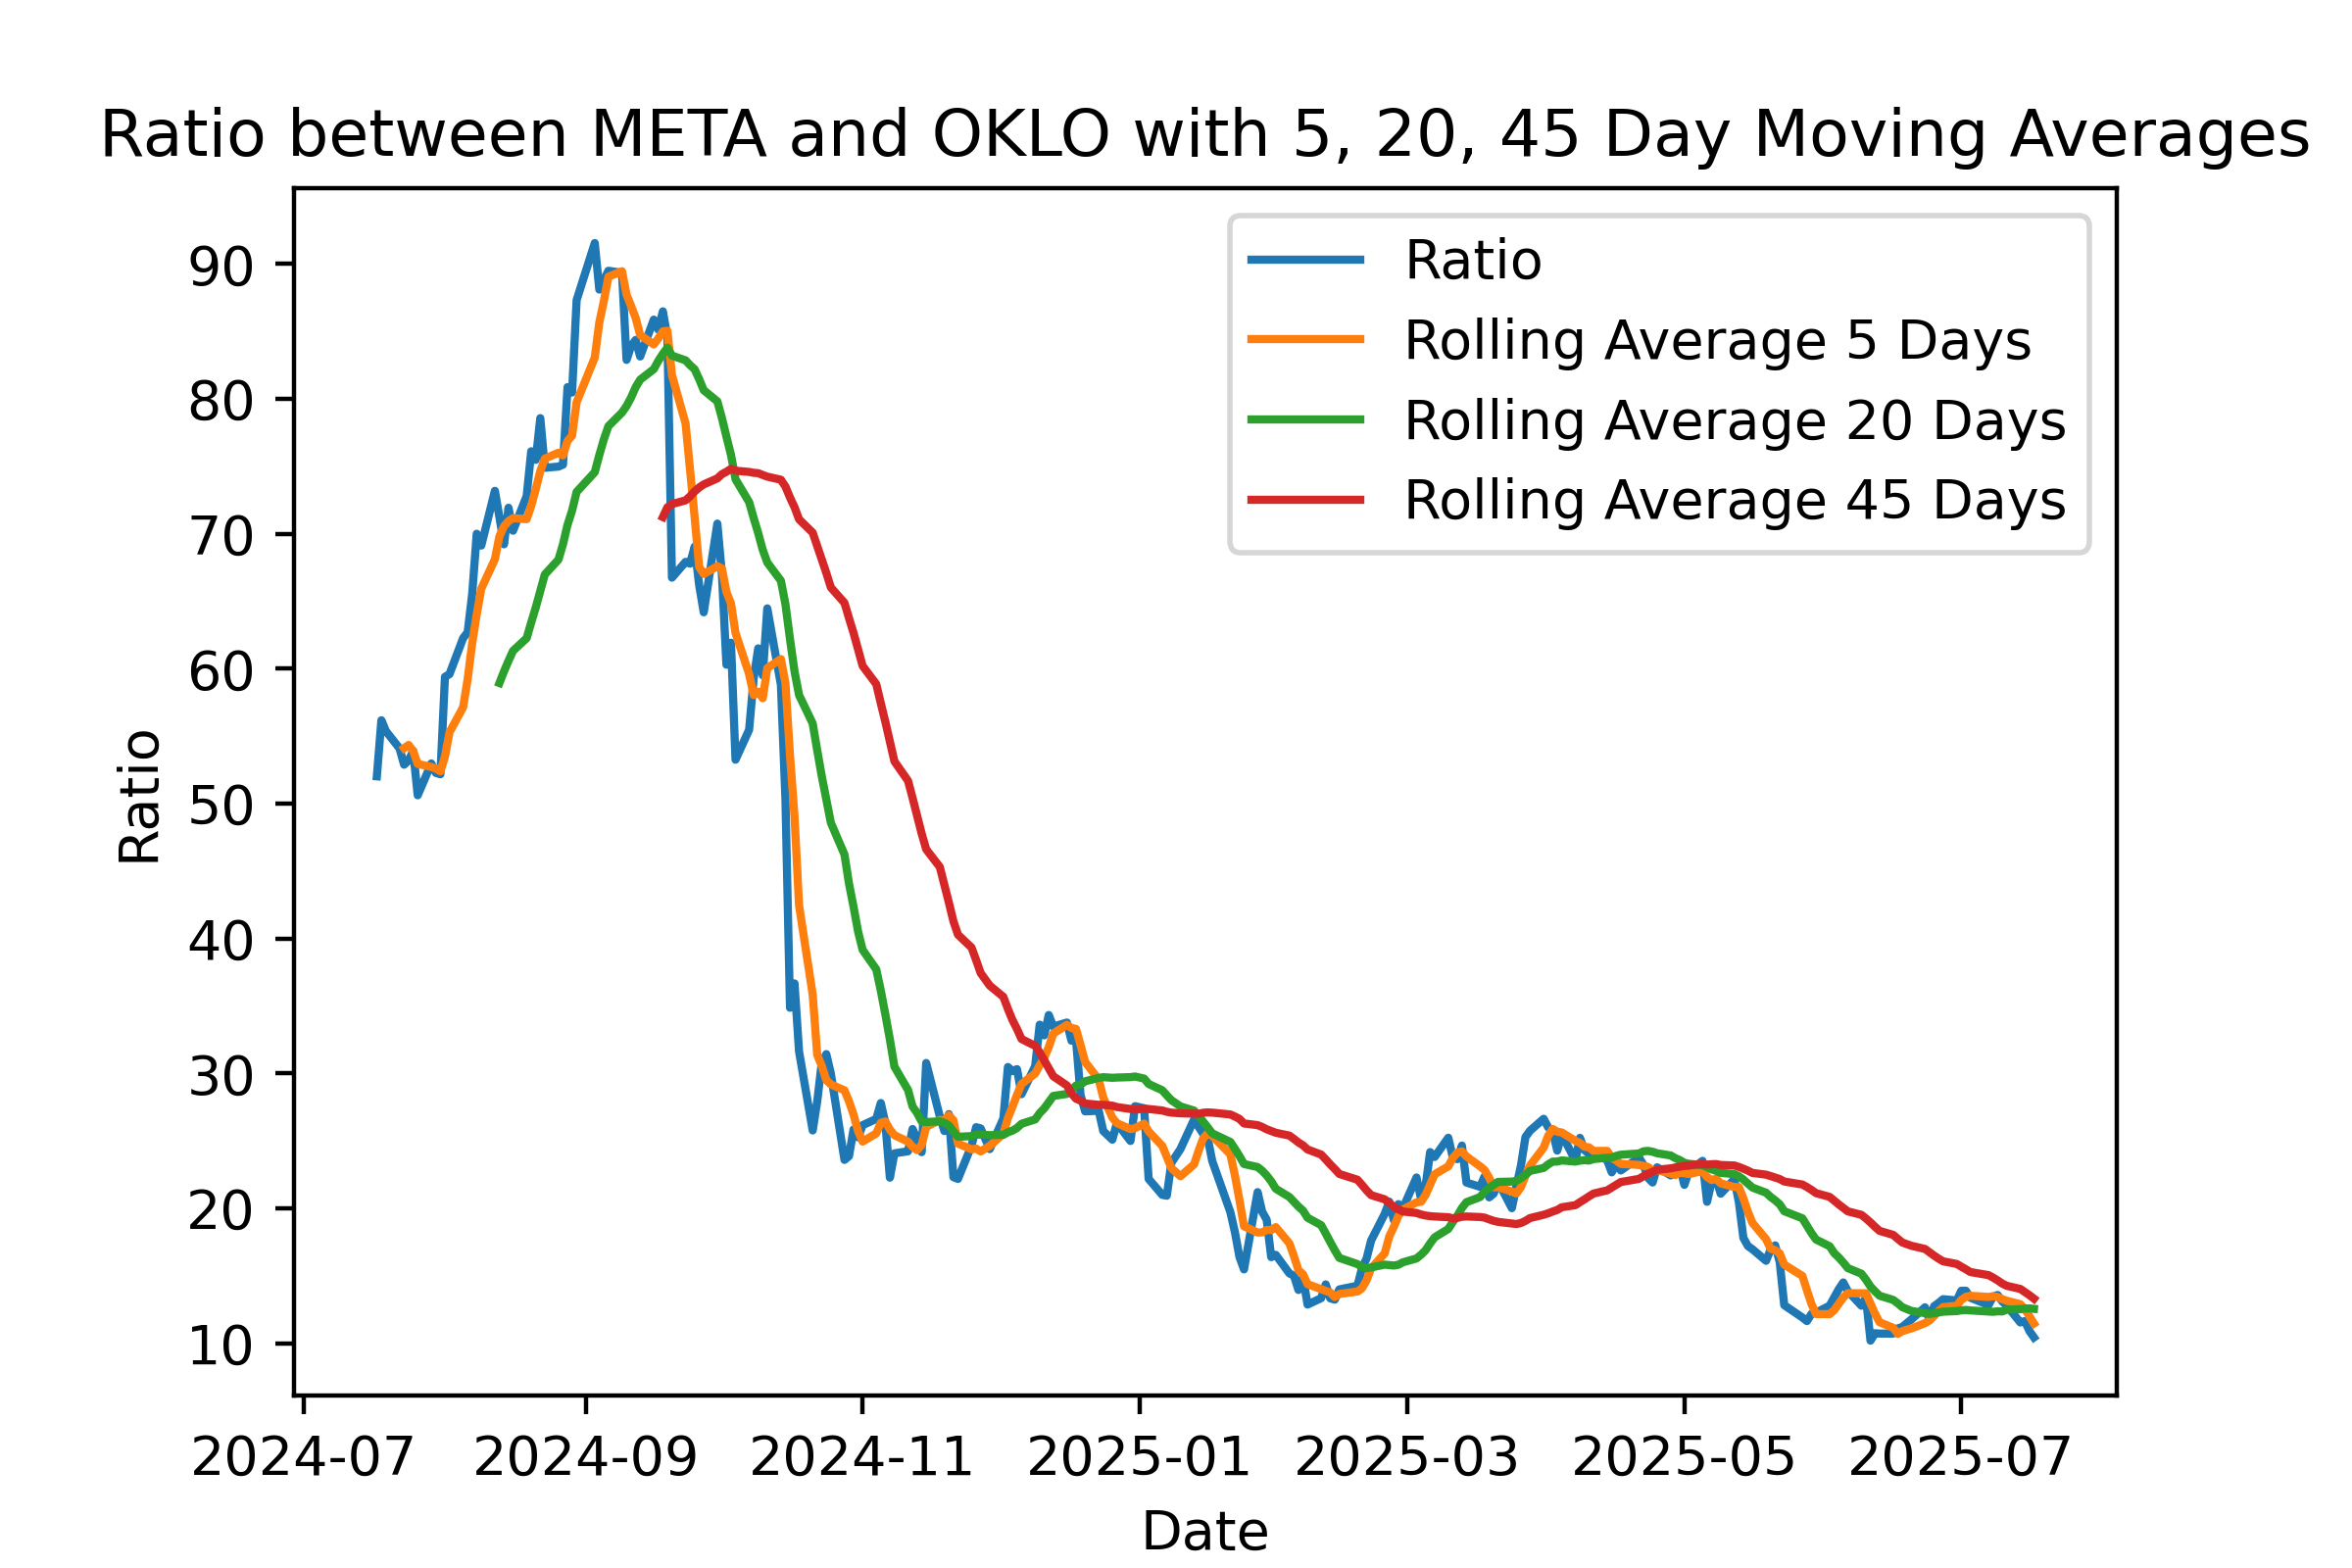 Ratio between META and OKLO with 5, 20, 45 Day Moving Averages
Ratio
Rolling Average 5 Days
Rolling Average 20 Days
Rolling Average 45 Days
90
80
70
60
50
40
30
20
10
Ratio
2024-07 2024-09 2024-11 2025-01 2025-03 2025-05 2025-07
Date